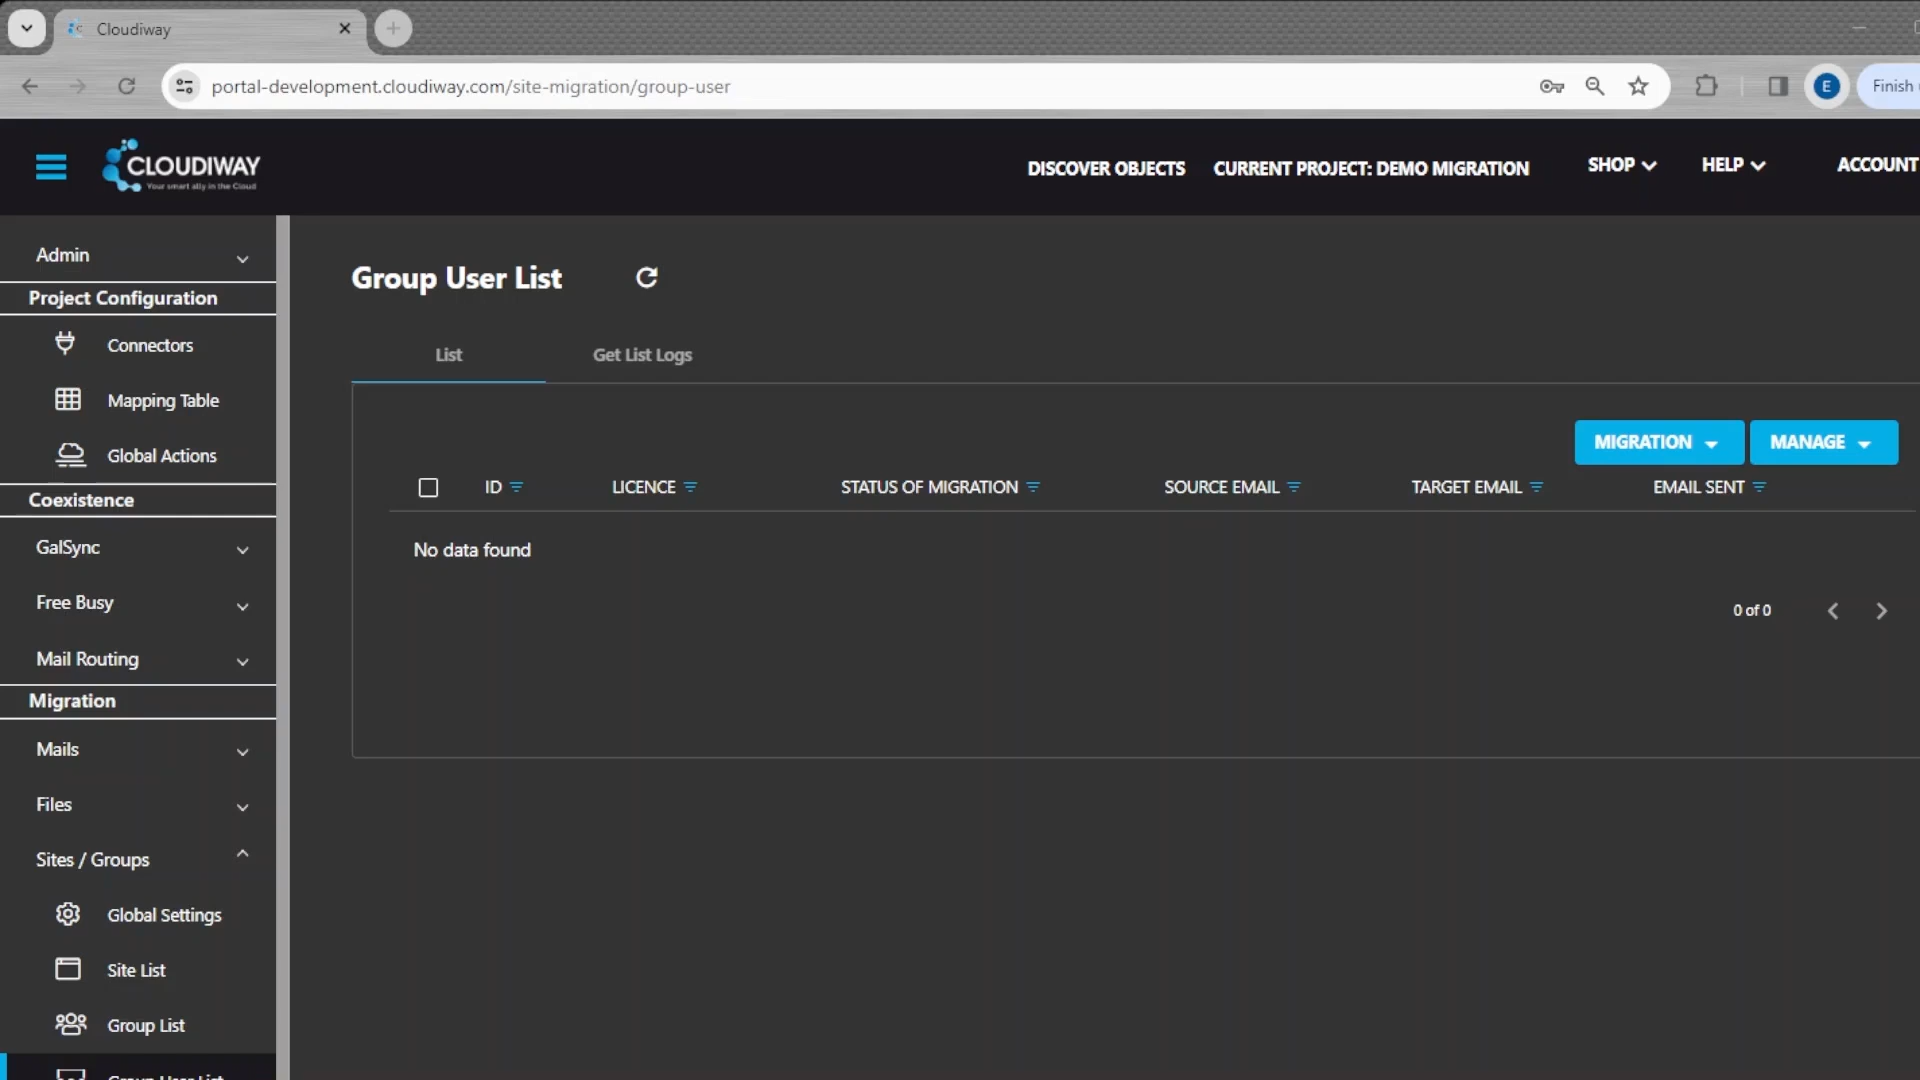 Cloudiway
portal-development.cloudiway.com/site-migration/group-user
E
Finish
CLOUDIWAY
Your smart ally in the Cloud
DISCOVER OBJECTS
CURRENT PROJECT: DEMO MIGRATION
SHOP
HELP
ACCOUNT
Admin
Project Configuration
Connectors
Mapping Table
Global Actions
Coexistence
GalSync
Free Busy
Mail Routing
Migration
Mails
Files
Sites / Groups
Global Settings
Site List
Group List
Group User List
Group User List
List
Get List Logs
MIGRATION
MANAGE
ID
LICENCE
STATUS OF MIGRATION
SOURCE EMAIL
TARGET EMAIL
EMAIL SENT
No data found
0 of 0